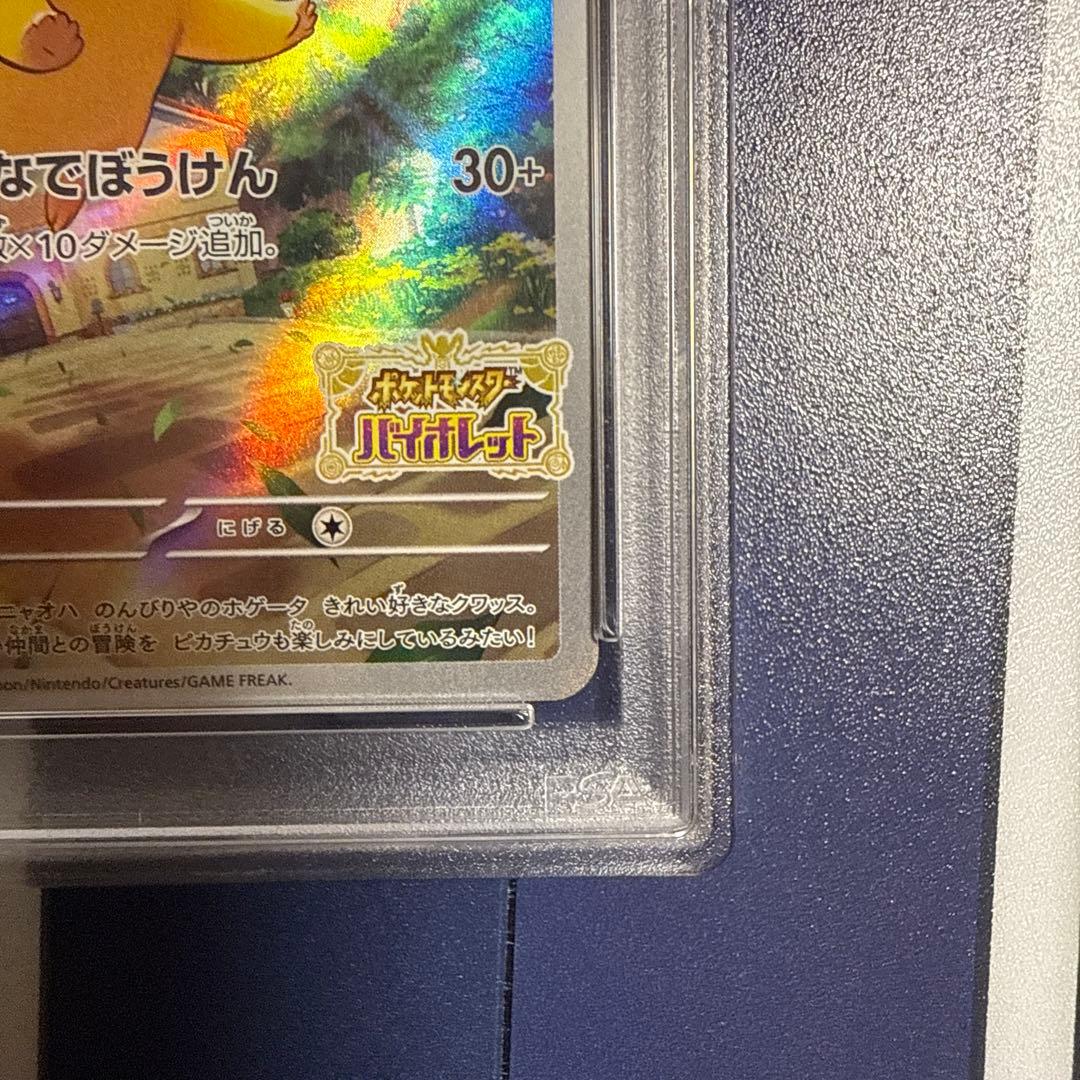 なでぼうけん 30+
ついか
×10ダメージ追加。
ポケットモンスター™
バイオレット
にげる
ニャオハ のんびりやのホゲータ きれい好きなクワッス。
なかま ぼうけん たの
仲間との冒険を ピカチュウも楽しみにしているみたい!
on/Nintendo/Creatures/GAME FREAK.
PSA